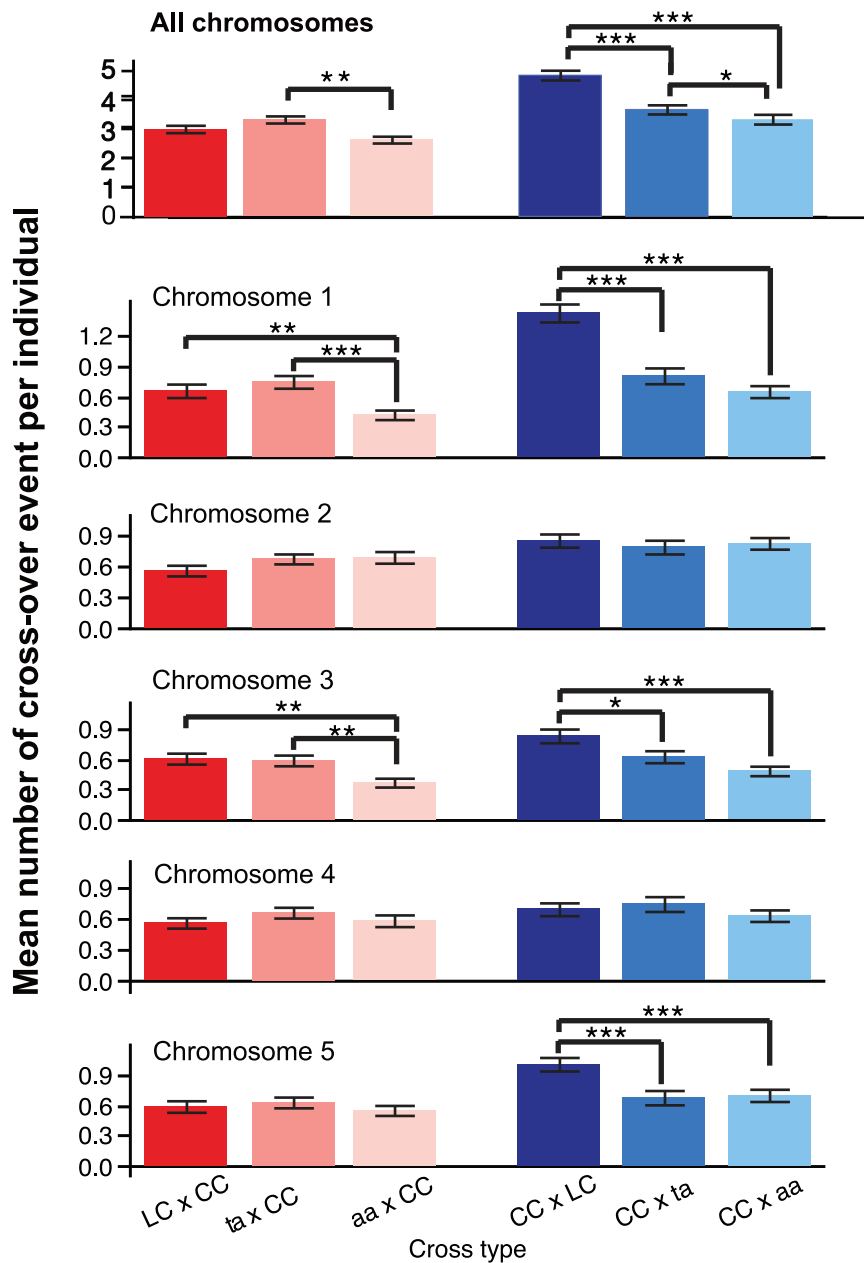 Mean number of cross-over event per individual
All chromosomes
***
***
**
*
5
4
3
2
1
0
Chromosome 1
***
***
**
***
1.2
0.9
0.6
0.3
0.0
Chromosome 2
0.9
0.6
0.3
0.0
Chromosome 3
***
**
*
**
0.9
0.6
0.3
0.0
Chromosome 4
0.9
0.6
0.3
0.0
Chromosome 5
***
***
0.9
0.6
0.3
0.0
LC x CC
ta x CC
aa x CC
CC x LC
CC x ta
CC x aa
Cross type